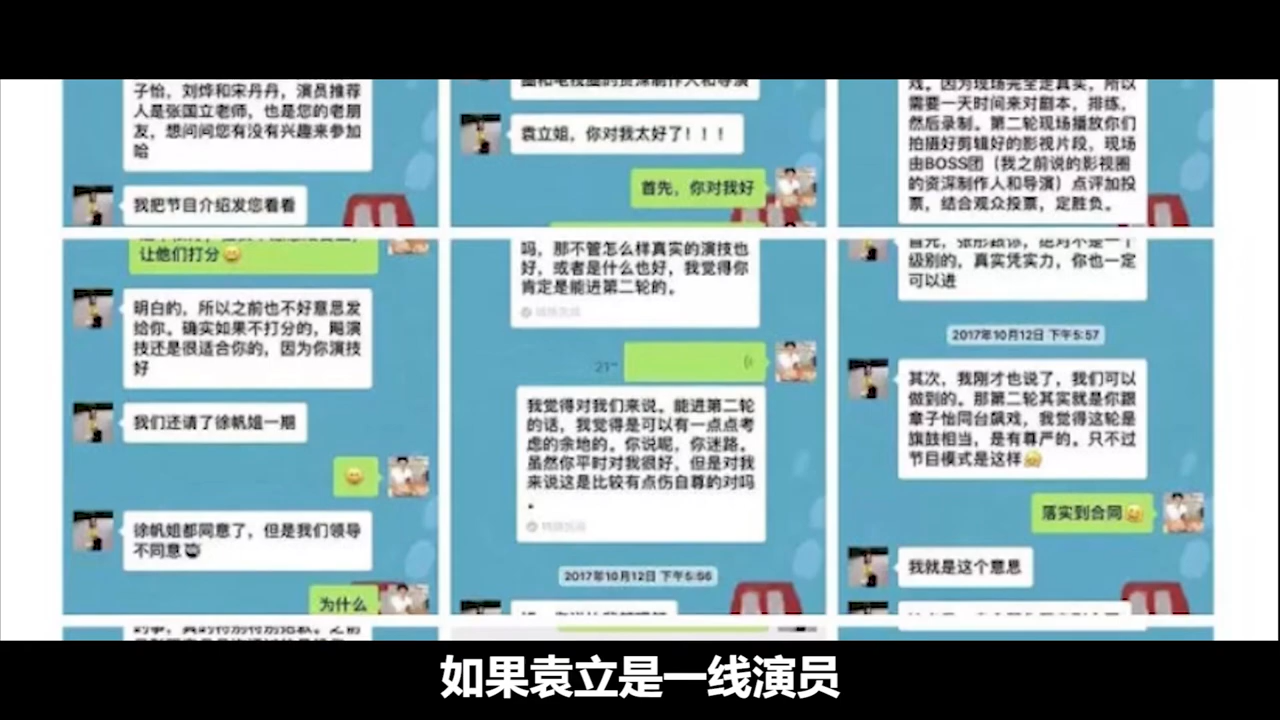 子怡，刘烨和宋丹丹，演员推荐
人是张国立老师，也是您的老朋
友，想问问您有没有兴趣来参加
哈
我把节目介绍发您看看
袁立姐，你对我太好了！！！
首先，你对我好
戏。因为现场完全走真实，所以
需要一天时间来对剧本，排练，
然后录制。第二轮现场播放你们
拍摄好剪辑好的影视片段，现场
由BOSS团（我之前说的影视圈
的资深制作人和导演）点评加投
票，结合观众投票，定胜负。
让他们打分
明白的，所以之前也不好意思发
给你。确实如果不打分的，飚演
技还是很适合你的，因为你演技
好
我们还请了徐帆姐一期
徐帆姐都同意了，但是我们领导
不同意
为什么
吗，那不管怎么样真实的演技也
好，或者是什么也好，我觉得你
肯定是能进第二轮的。
21"
我觉得对我们来说。能进第二轮
的话，我觉得是可以有一点点考
虑的余地的。你说呢，你迷路。
虽然你平时对我很好，但是对我
来说这是比较有点伤自尊的对吗
。
2017年10月12日 下午5:56
级别的，真实凭实力，你也一定
可以进
2017年10月12日 下午5:57
其次，我刚才也说了，我们可以
做到的。那第二轮其实就是你跟
章子怡同台飙戏，我觉得这轮是
旗鼓相当，是有尊严的。只不过
节目模式是这样
落实到合同
我就是这个意思
如果袁立是一线演员